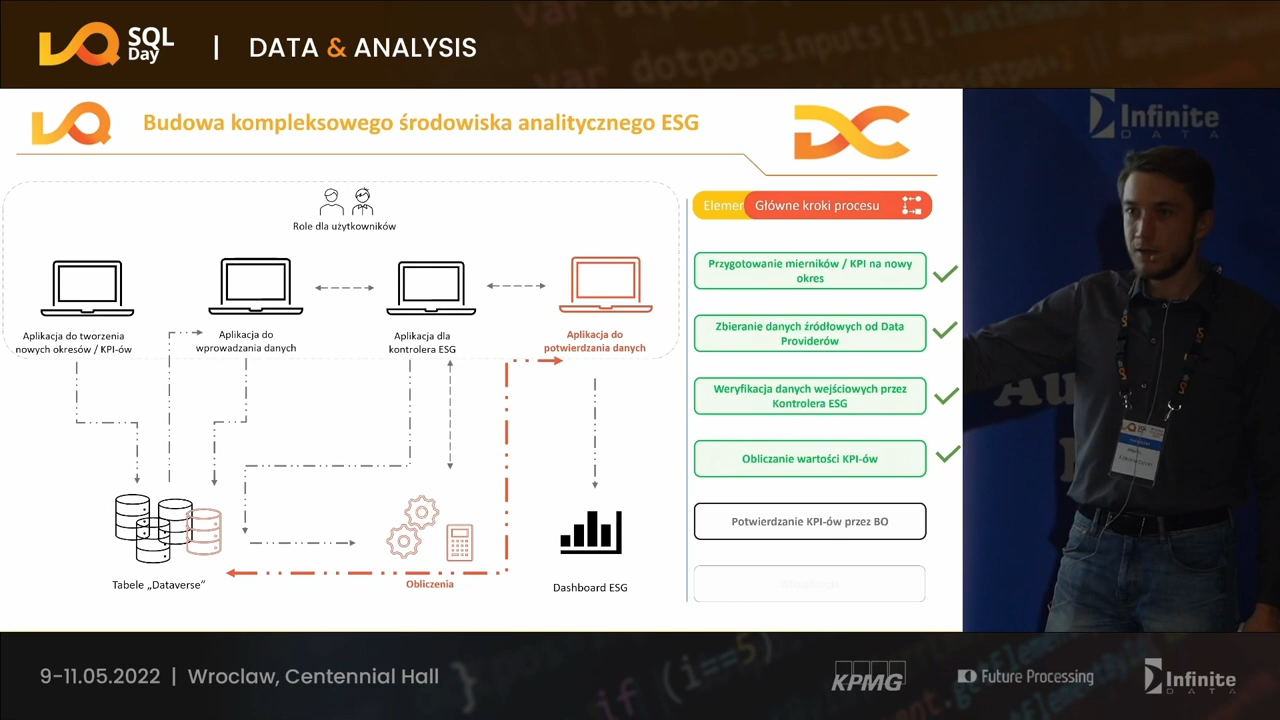 SQL
Day
| DATA & ANALYSIS
Budowa kompleksowego środowiska analitycznego ESG
Infinite
DATA
Role dla użytkowników
Aplikacja do tworzenia
nowych okresów / KPI-ów
Aplikacja do
wprowadzania danych
Aplikacja dla
kontrolera ESG
Aplikacja do
potwierdzania danych
Tabele „Dataverse”
Obliczenia
Dashboard ESG
Elemen
Główne kroki procesu
Przygotowanie mierników / KPI na nowy
okres
Zbieranie danych źródłowych od Data
Providerów
Weryfikacja danych wejściowych przez
Kontrolera ESG
Obliczanie wartości KPI-ów
Potwierdzanie KPI-ów przez BO
9-11.05.2022 | Wroclaw, Centennial Hall
KPMG
Future Processing
Infinite
DATA